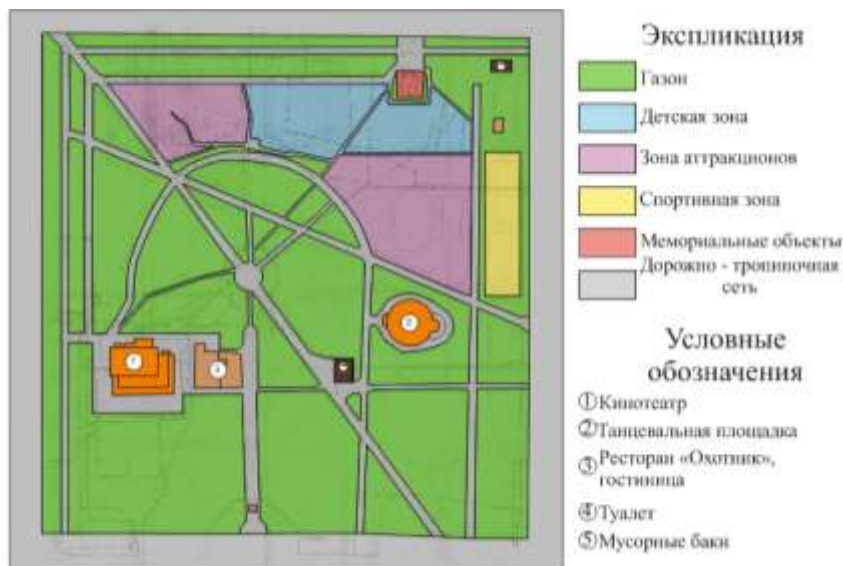 Экспликация
Газон
Детская зона
Зона аттракционов
Спортивная зона
Мемориальные объекты
Дорожно - тропиночная
сеть
Условные
обозначения
①Кинотеатр
②Танцевальная площадка
③Ресторан «Охотник»,
гостиница
④Туалет
⑤Мусорные баки